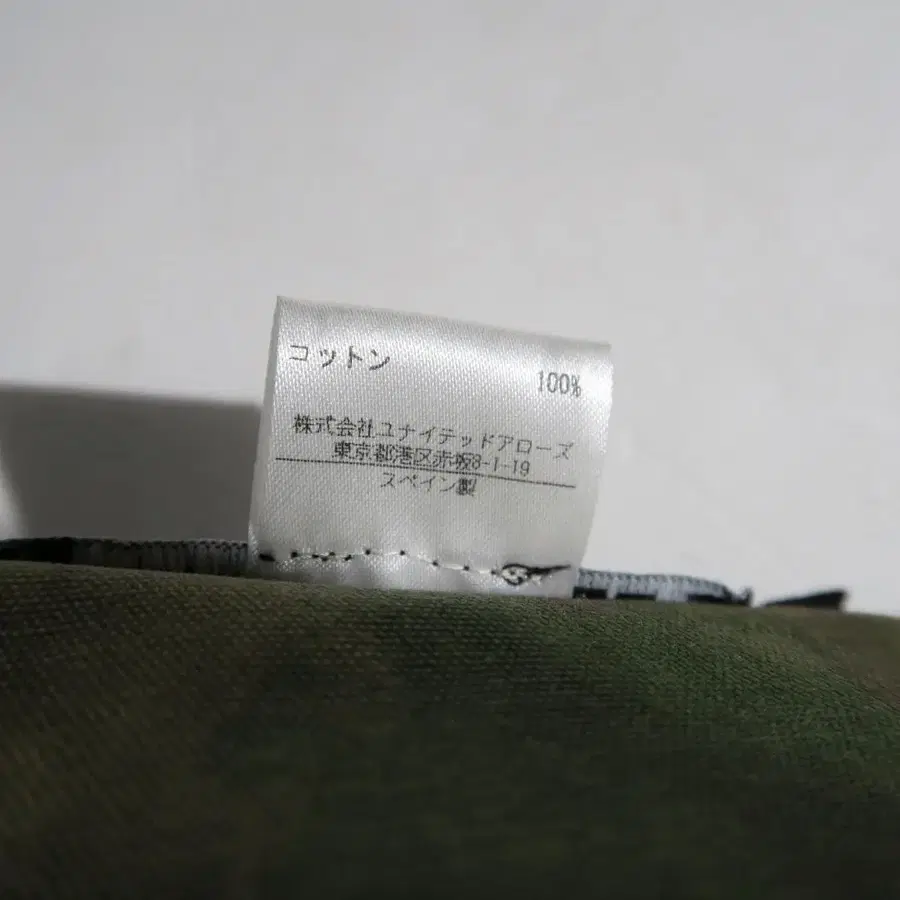 コットン 100%
株式会社ユナイテッドアローズ
東京都港区赤坂8-1-19
スペイン製